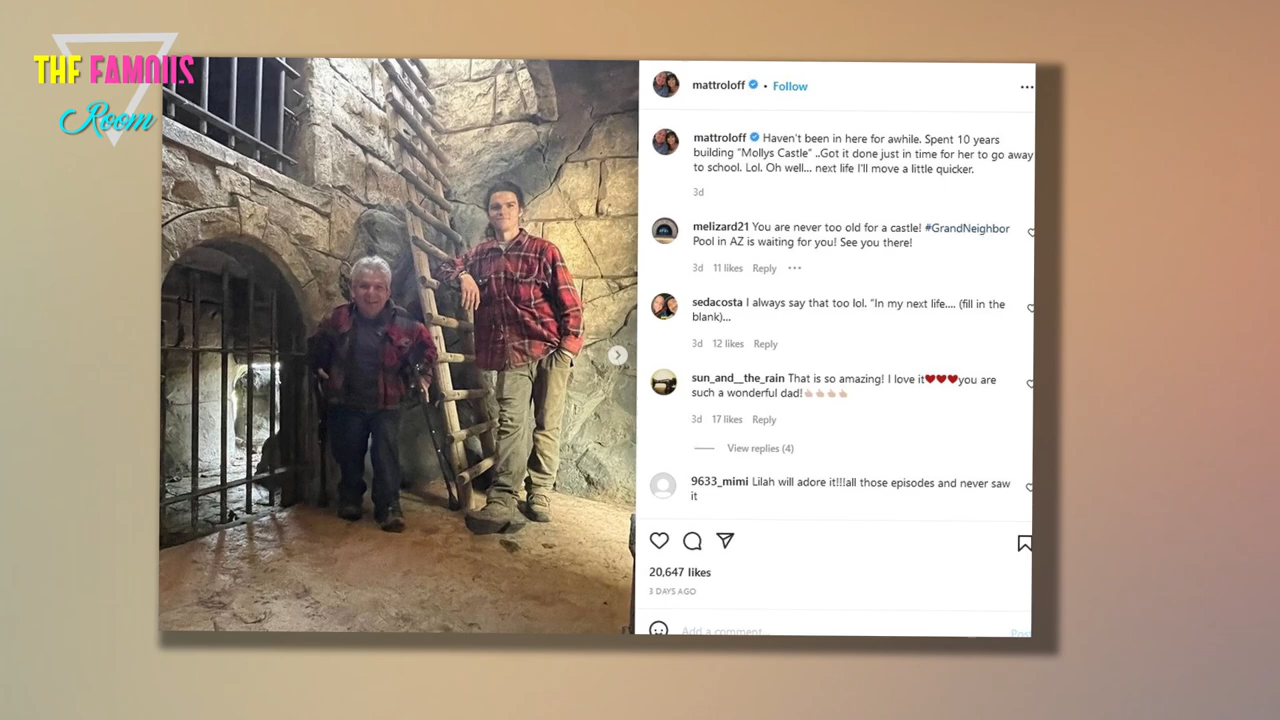 THE FAMOUS
Room
mattroloff • Follow
mattroloff Haven't been in here for awhile. Spent 10 years
building "Mollys Castle" ..Got it done just in time for her to go away
to school. Lol. Oh well... next life I'll move a little quicker.
3d
melizard21 You are never too old for a castle! #GrandNeighbor
Pool in AZ is waiting for you! See you there!
3d 11 likes Reply
sedacosta I always say that too lol. "In my next life.... (fill in the
blank)...
3d 12 likes Reply
sun_and__the_rain That is so amazing! I love it♥♥♥you are
such a wonderful dad!👆🏻👆🏻👆🏻👆🏻
3d 17 likes Reply
View replies (4)
9633_mimi Lilah will adore it!!!all those episodes and never saw
it
20,647 likes
3 DAYS AGO
Add a comment...
Post